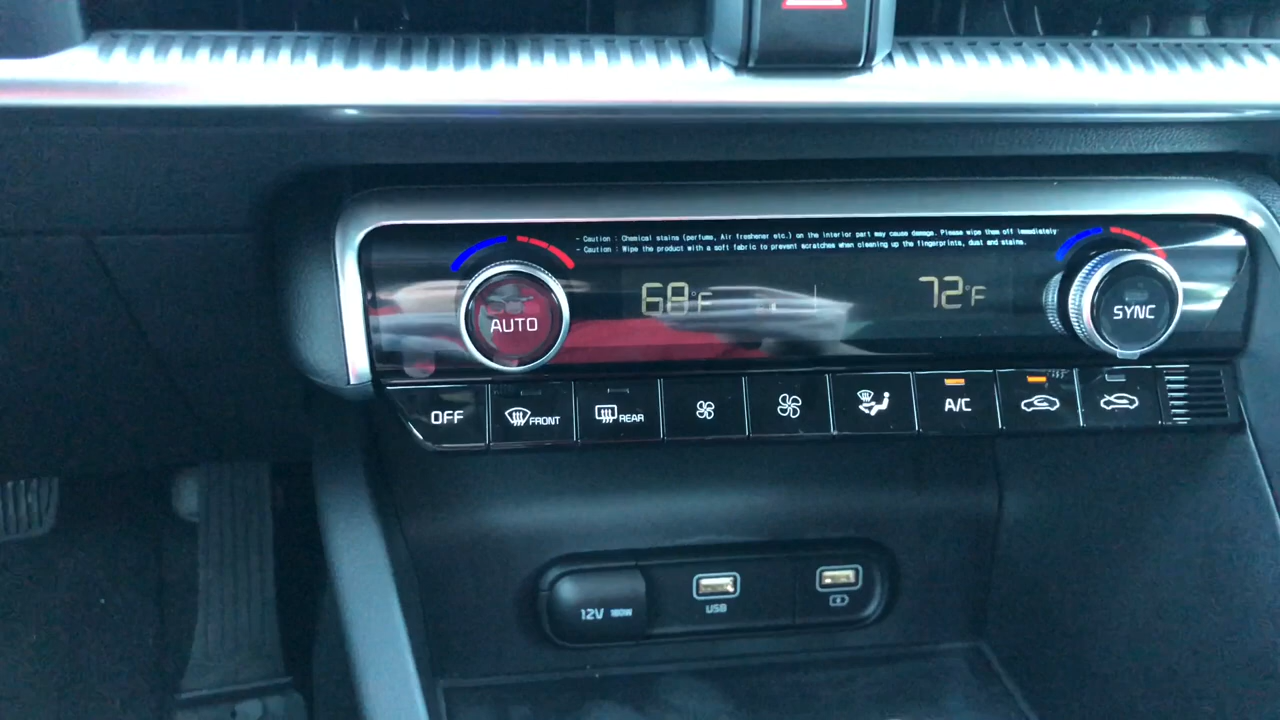 - Caution : Chemical stains (perfume, Air freshener etc.) on the interior part may cause damage. Please wipe them off immediately
- Caution : Wipe the product with a soft fabric to prevent scratches when cleaning up the fingerprints, dust and stains.
AUTO
68°F
72°F
SYNC
OFF
FRONT
REAR
A/C
12V 180W
USB